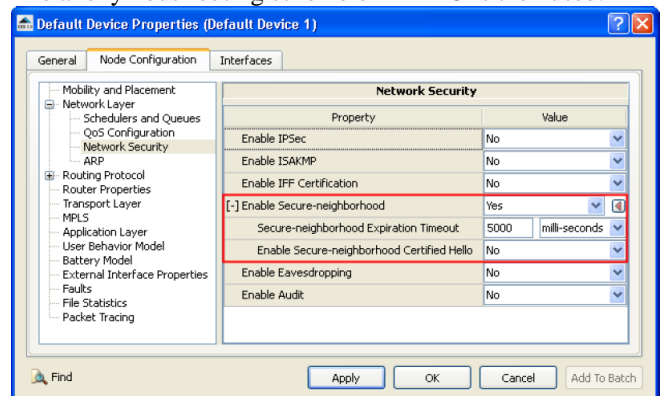 Default Device Properties (Default Device 1)
General Node Configuration Interfaces
Mobility and Placement
Network Layer
Schedulers and Queues
QoS Configuration
Network Security
ARP
Routing Protocol
Router Properties
Transport Layer
MPLS
Application Layer
User Behavior Model
Battery Model
External Interface Properties
Faults
File Statistics
Packet Tracing
Network Security
Property Value
Enable IPSec No
Enable ISAKMP No
Enable IFF Certification No
[-] Enable Secure-neighborhood Yes
Secure-neighborhood Expiration Timeout 5000 milli-seconds
Enable Secure-neighborhood Certified Hello No
Enable Eavesdropping No
Enable Audit No
Find Apply OK Cancel Add To Batch